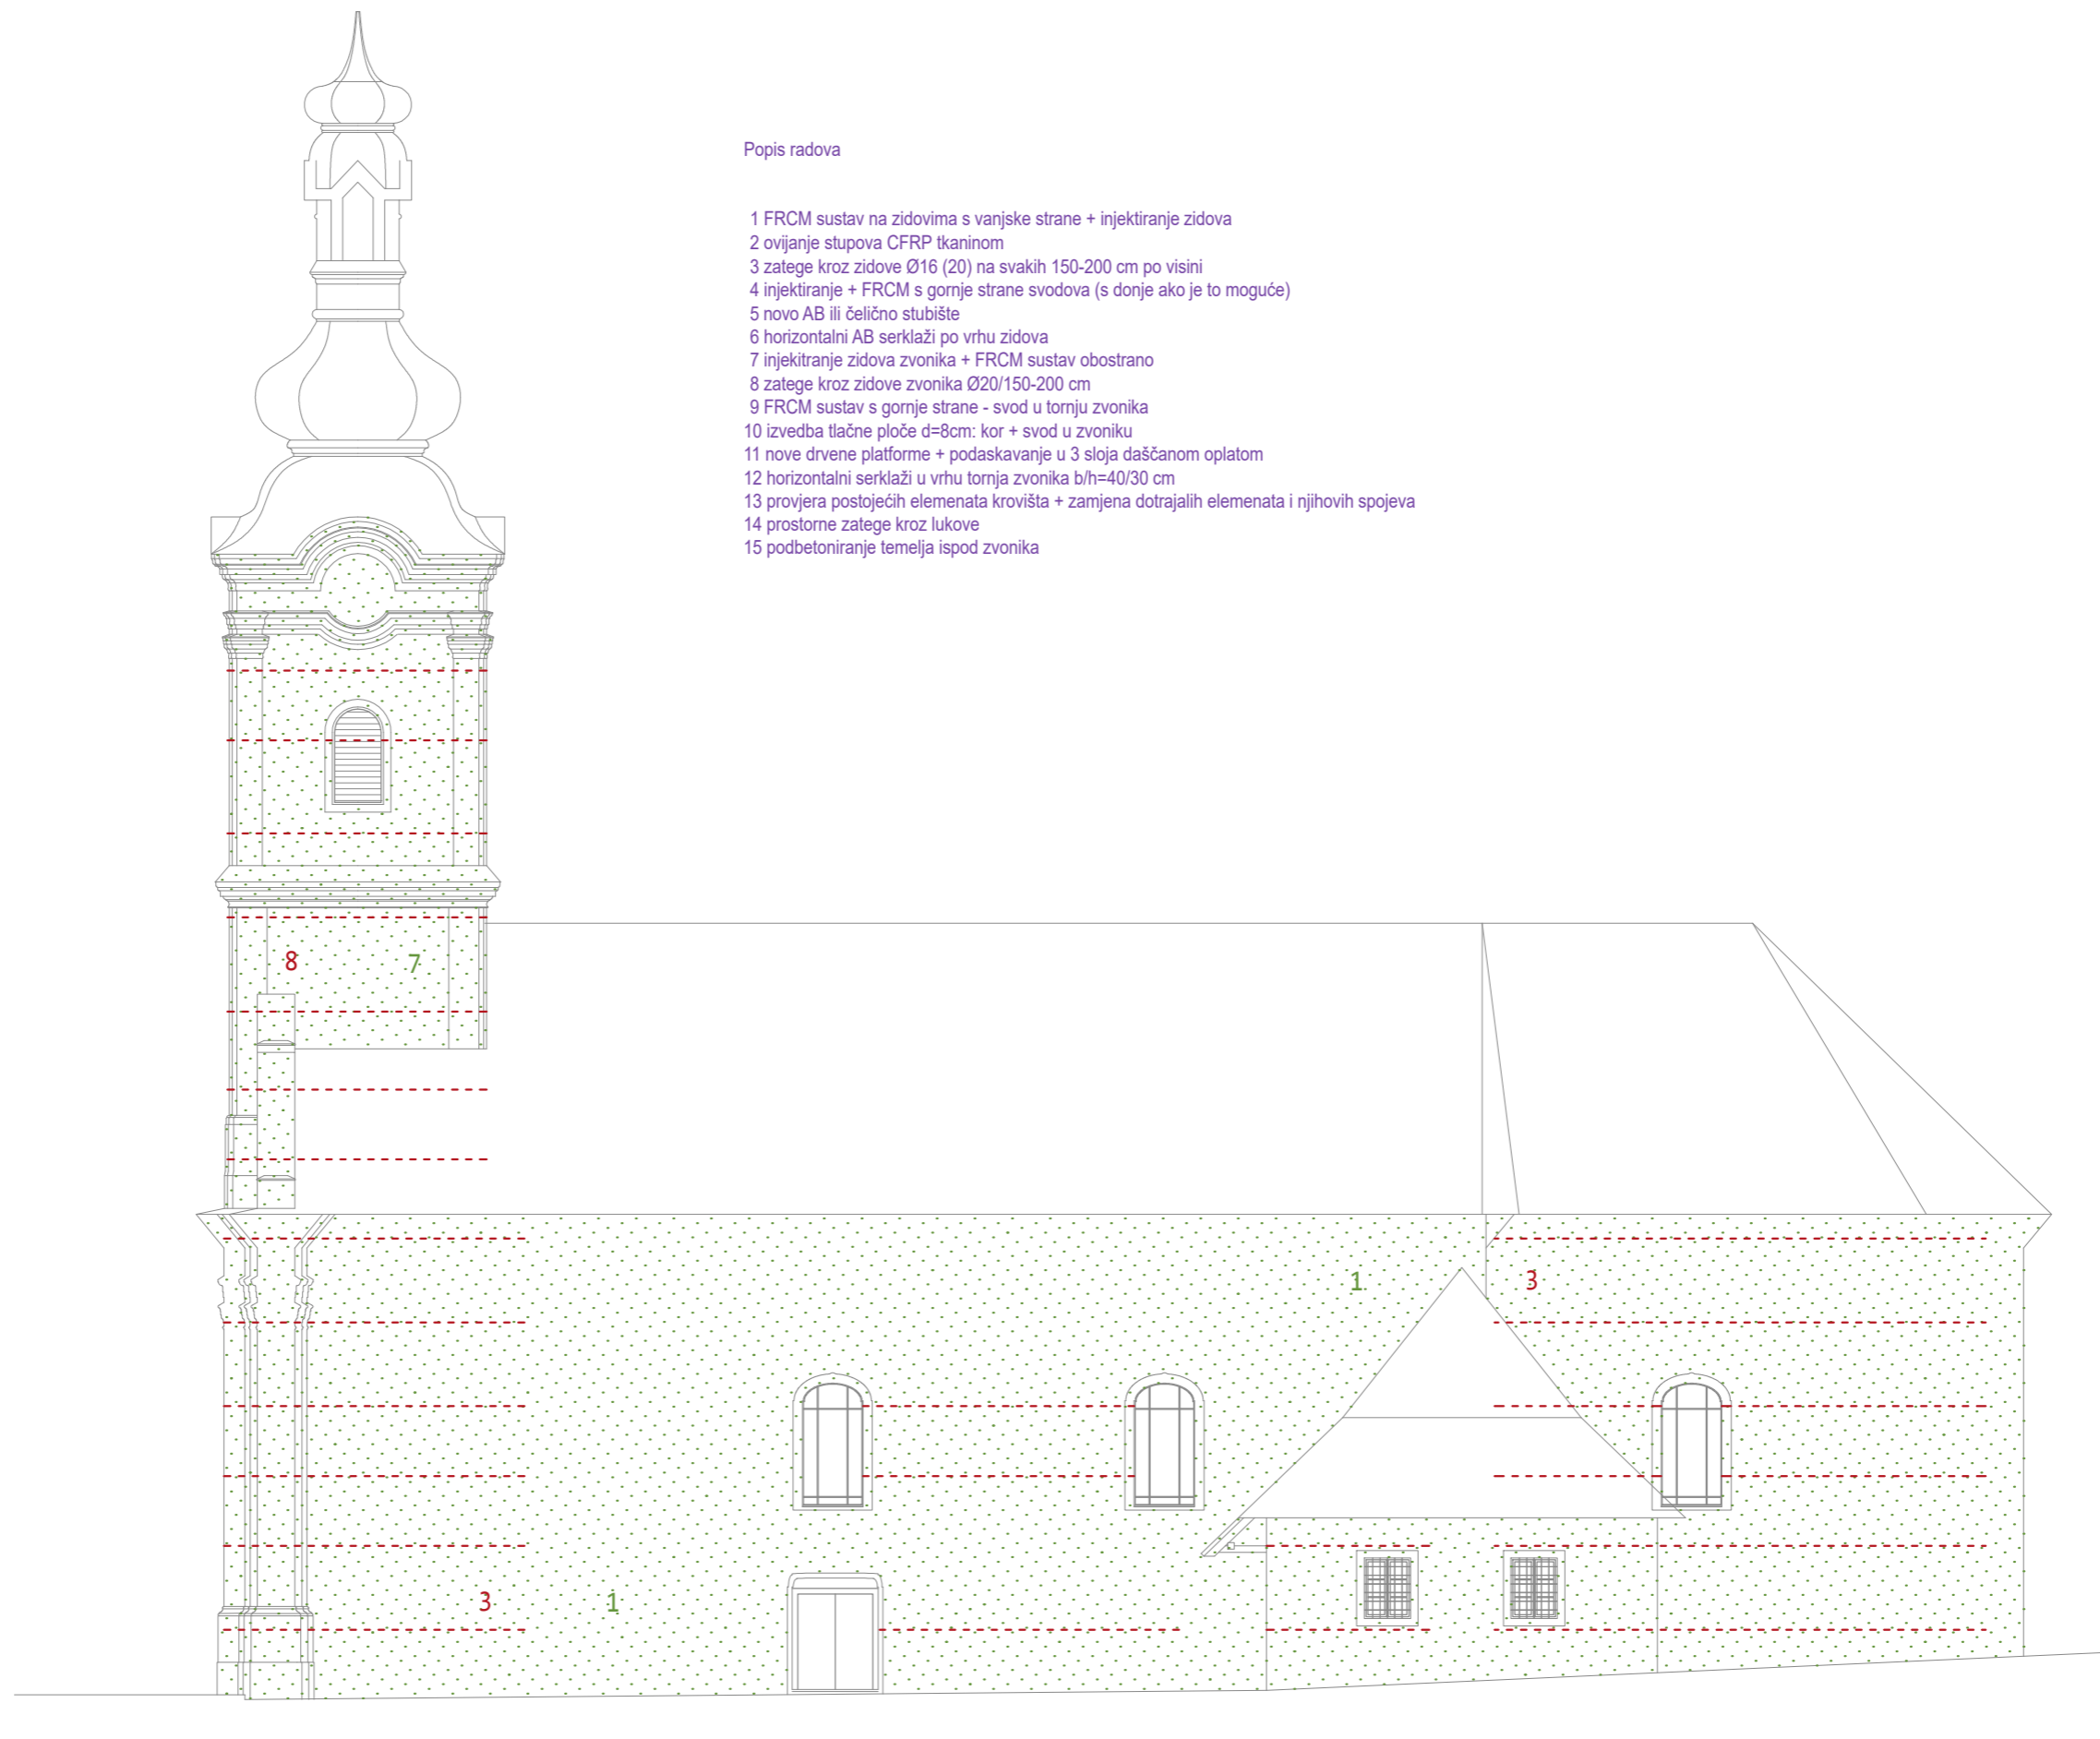 Popis radova
1 FRCM sustav na zidovima s vanjske strane + injektiranje zidova
2 ovijanje stupova CFRP tkaninom
3 zatege kroz zidove Ø16 (20) na svakih 150-200 cm po visini
4 injektiranje + FRCM s gornje strane svodova (s donje ako je to moguće)
5 novo AB ili čelično stubište
6 horizontalni AB serklaži po vrhu zidova
7 injekitranje zidova zvonika + FRCM sustav obostrano
8 zatege kroz zidove zvonika Ø20/150-200 cm
9 FRCM sustav s gornje strane - svod u tornju zvonika
10 izvedba tlačne ploče d=8cm: kor + svod u zvoniku
11 nove drvene platforme + podaskavanje u 3 sloja daščanom oplatom
12 horizontalni serklaži u vrhu tornja zvonika b/h=40/30 cm
13 provjera postojećih elemenata krovišta + zamjena dotrajalih elemenata i njihovih spojeva
14 prostorne zatege kroz lukove
15 podbetoniranje temelja ispod zvonika
8 7
1 3
3 1